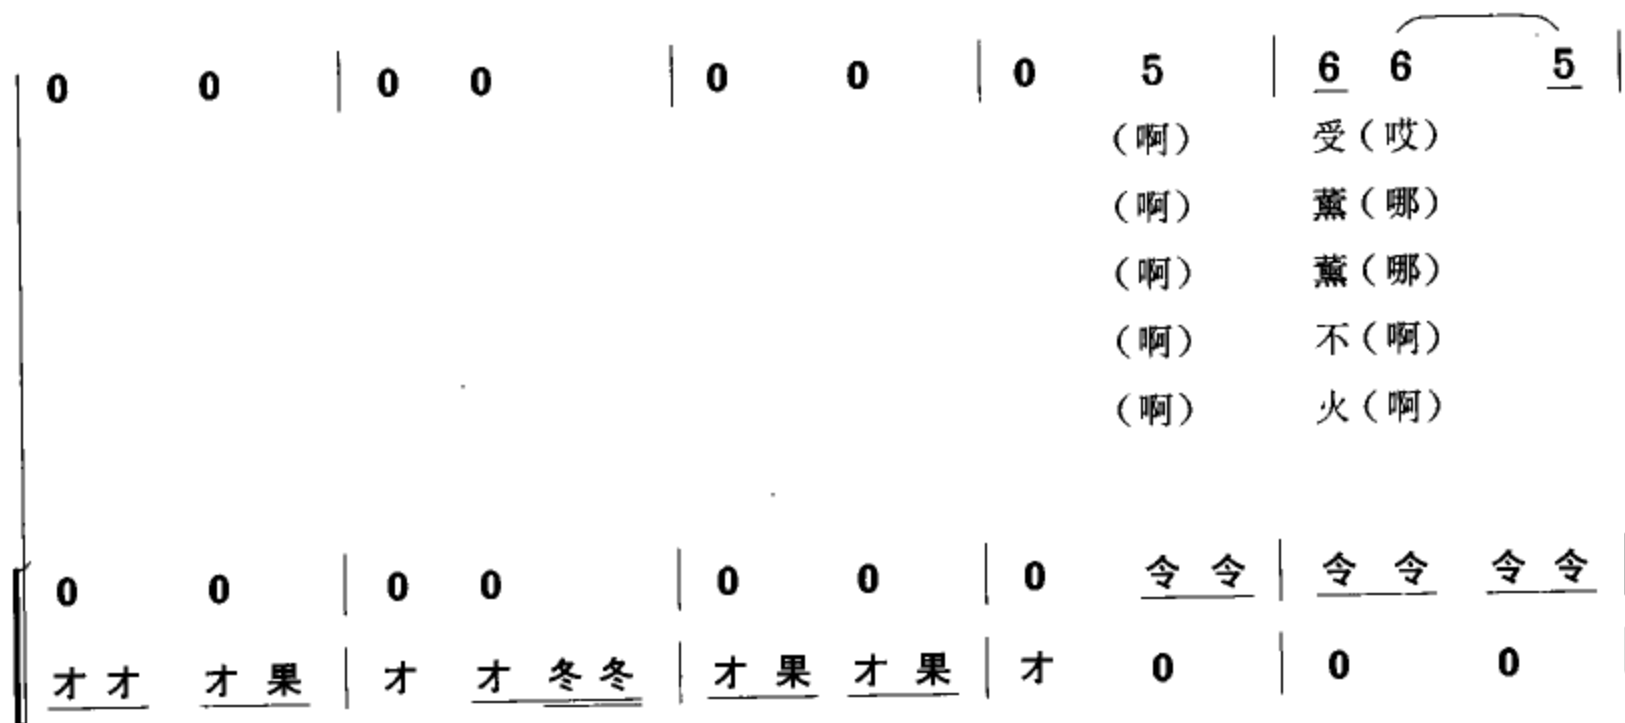 0 0 | 0 0 | 0 0 | 0 5 | 6 6 5 |
(啊) 受(哎)
(啊) 薰(哪)
(啊) 薰(哪)
(啊) 不(啊)
(啊) 火(啊)
0 0 | 0 0 | 0 0 | 0 令 令 | 令 令 令 令 |
才 才 才 果 | 才 才 冬 冬 | 才 果 才 果 | 才 0 | 0 0 |